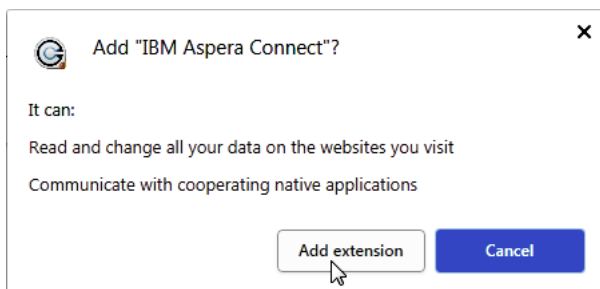 Add "IBM Aspera Connect"?
It can:
Read and change all your data on the websites you visit
Communicate with cooperating native applications
Add extension
Cancel